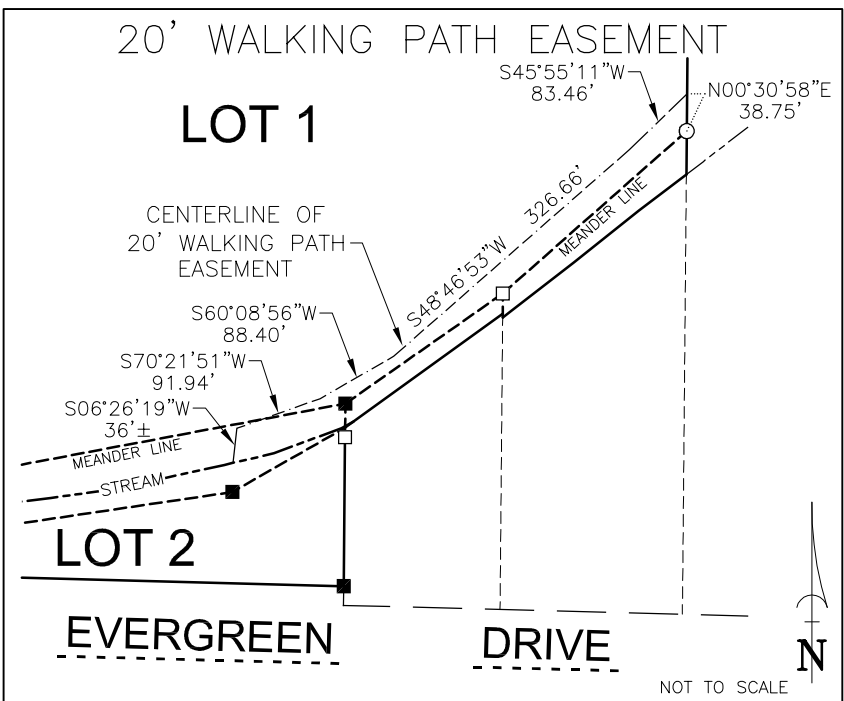 20' WALKING PATH EASEMENT
S45°55'11"W
83.46'
N00°30'58"E
38.75'
LOT 1
326.66'
MEANDER LINE
CENTERLINE OF
20' WALKING PATH
EASEMENT
S48°46'53"W
S60°08'56"W
88.40'
S70°21'51"W
91.94'
S06°26'19"W
36'±
MEANDER LINE
STREAM
LOT 2
EVERGREEN DRIVE
N
NOT TO SCALE